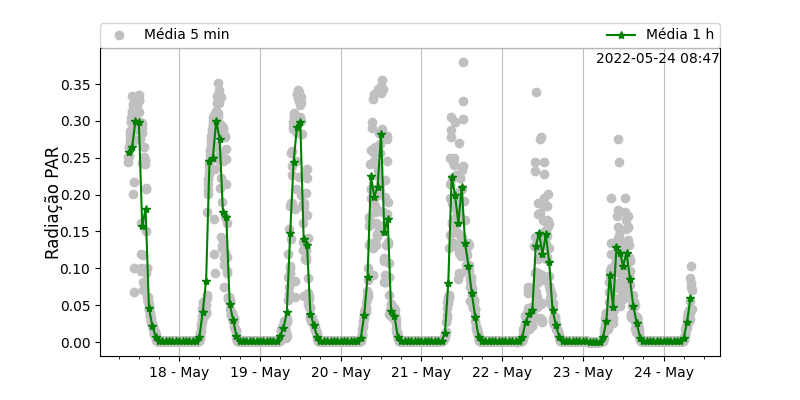 Média 5 min
Média 1 h
2022-05-24 08:47
Radiação PAR
0.35
0.30
0.25
0.20
0.15
0.10
0.05
0.00
18 - May
19 - May
20 - May
21 - May
22 - May
23 - May
24 - May